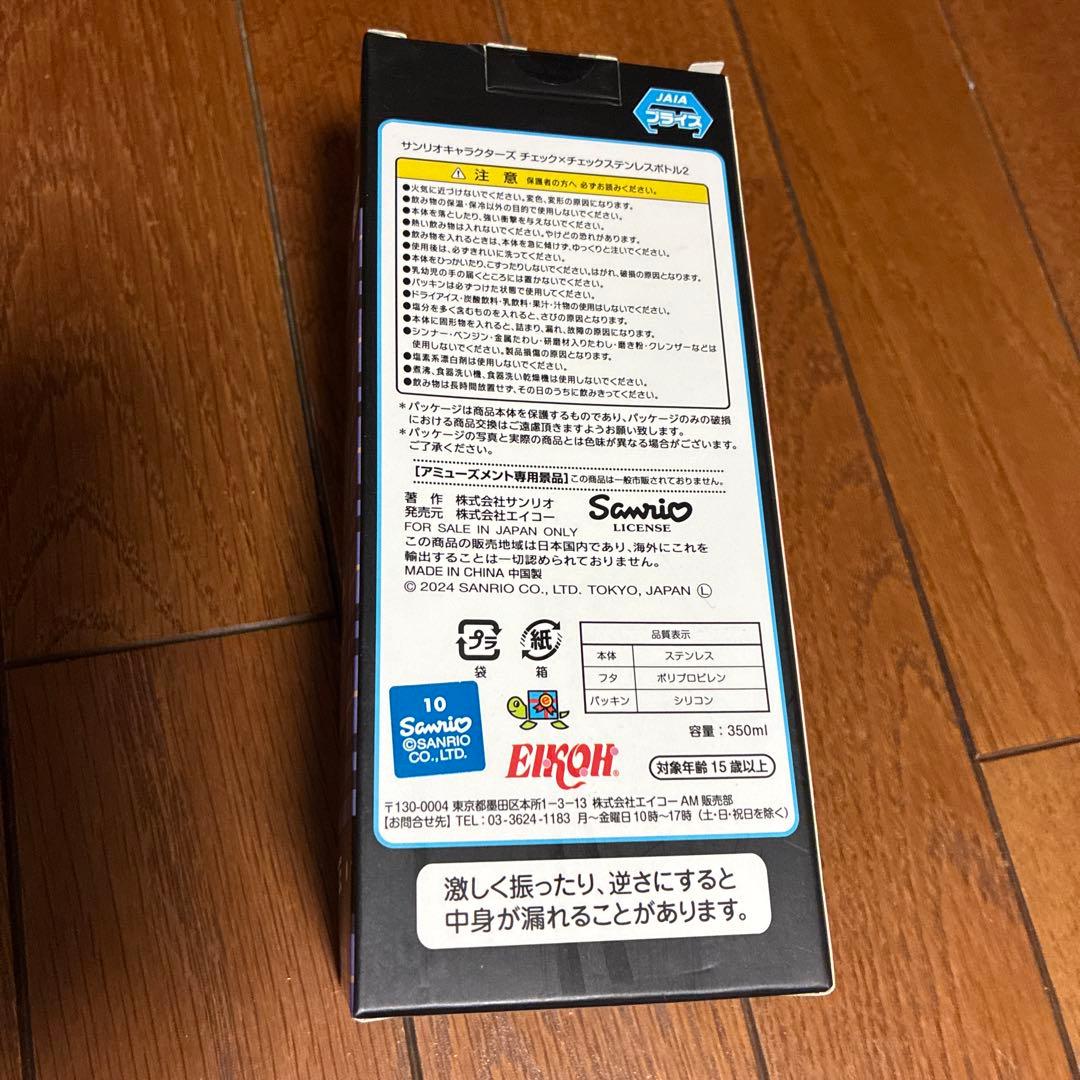 JAIA
プライズ
サンリオキャラクターズ チェック×チェックステンレスボトル2
注 意 保護者の方へ 必ずお読みください。
●火気に近づけないでください。変色、変形の原因になります。
●飲み物の保温・保冷以外の目的で使用しないでください。
●本体を落としたり、強い衝撃を与えないでください。
●熱い飲み物は入れないでください。やけどの恐れがあります。
●飲み物を入れるときは、本体を急に傾けず、ゆっくりと注いでください。
●使用後は、必ずきれいに洗ってください。
●本体をひっかいたり、こすったりしないでください。はがれ、破損の原因となります。
●乳幼児の手の届くところには置かないでください。
●パッキンは必ずつけた状態で使用してください。
●ドライアイス・炭酸飲料・乳飲料・果汁・汁物の使用はしないでください。
●塩分を多く含むものを入れると、さびの原因となります。
●本体に固形物を入れると、詰まり、漏れ、故障の原因になります。
●シンナー・ベンジン・金属たわし・研磨材入りたわし・磨き粉・クレンザーなどは
使用しないでください。製品損傷の原因となります。
●塩素系漂白剤は使用しないでください。
●煮沸、食器洗い機、食器洗い乾燥機は使用しないでください。
●飲み物は長時間放置せず、その日のうちに飲みきってください。
*パッケージは商品本体を保護するものであり、パッケージのみの破損
における商品交換はご遠慮頂きますようお願い致します。
*パッケージの写真と実際の商品とは色味が異なる場合がございます。
ご了承ください。
【アミューズメント専用景品】この商品は一般市販されておりません。
著 作 株式会社サンリオ
発売元 株式会社エイコー
Sanrio
LICENSE
FOR SALE IN JAPAN ONLY
この商品の販売地域は日本国内であり、海外にこれを
輸出することは一切認められておりません。
MADE IN CHINA 中国製
© 2024 SANRIO CO., LTD. TOKYO, JAPAN Ⓛ
プラ
袋
紙
箱
品質表示
本体 ステンレス
フタ ポリプロピレン
パッキン シリコン
容量：350ml
10
Sanrio
©SANRIO
CO.,LTD.
EIKOH®
対象年齢15歳以上
〒130-0004 東京都墨田区本所1-3-13 株式会社エイコー AM販売部
【お問合せ先】TEL：03-3624-1183 月～金曜日10時～17時（土・日・祝日を除く）
激しく振ったり、逆さにすると
中身が漏れることがあります。